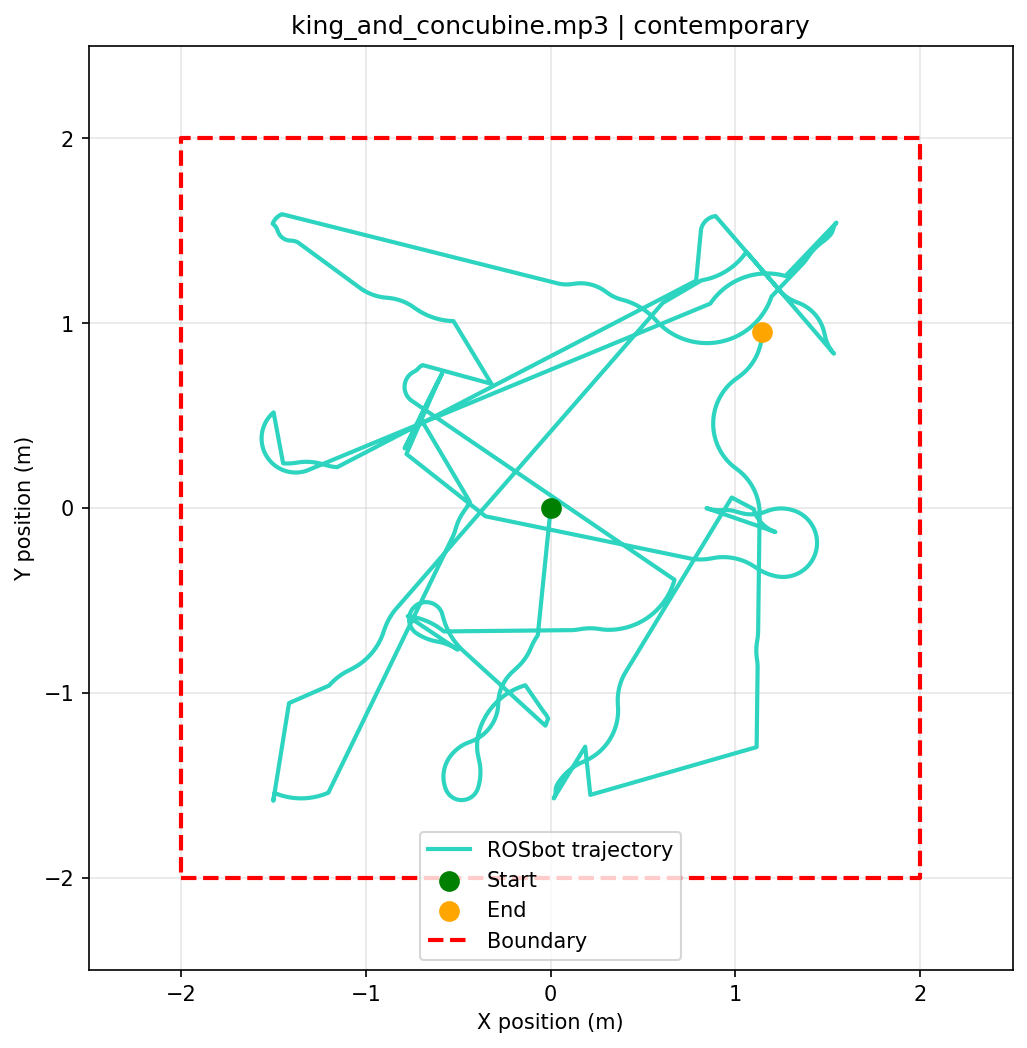 king_and_concubine.mp3 | contemporary
Y position (m)
2
1
0
−1
−2
ROSbot trajectory
Start
End
Boundary
−2
−1
0
1
2
X position (m)